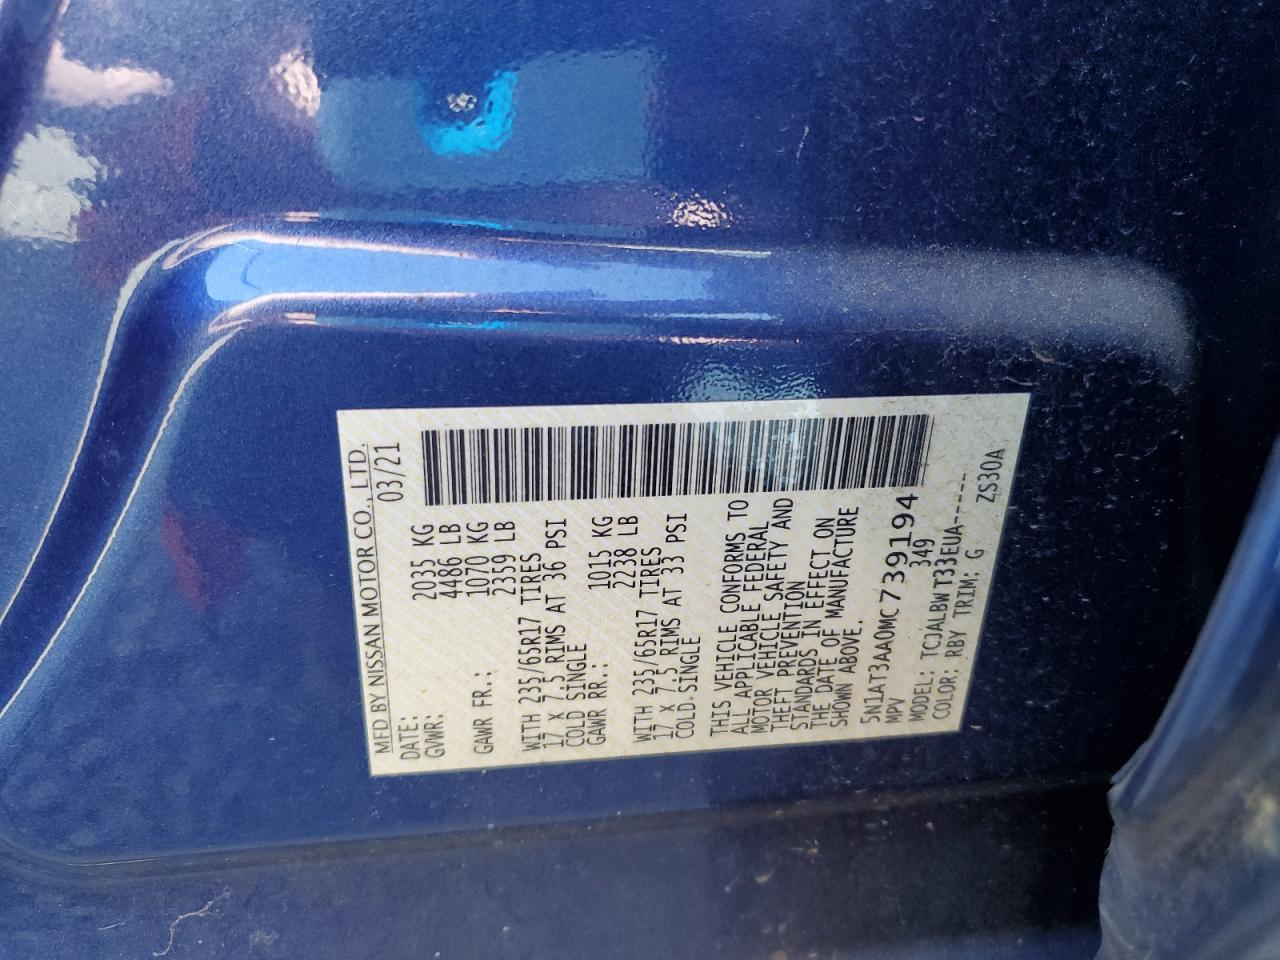 MFD BY NISSAN MOTOR CO., LTD.
DATE: 03/21
GVWR: 2035 KG
4486 LB
GAWR FR.: 1070 KG
2359 LB
WITH 235/65R17 TIRES
17 X 7.5 RIMS AT 36 PSI
COLD SINGLE
GAWR RR.: 1015 KG
2238 LB
WITH 235/65R17 TIRES
17 X 7.5 RIMS AT 33 PSI
COLD.SINGLE
THIS VEHICLE CONFORMS TO
ALL APPLICABLE FEDERAL
MOTOR VEHICLE SAFETY AND
THEFT PREVENTION
STANDARDS IN EFFECT ON
THE DATE OF MANUFACTURE
SHOWN ABOVE.
5N1AT3AA0MC739194
MPV 349
MODEL: TCJALBWT33EUA-----
COLOR; RBY TRIM: G ZS30A